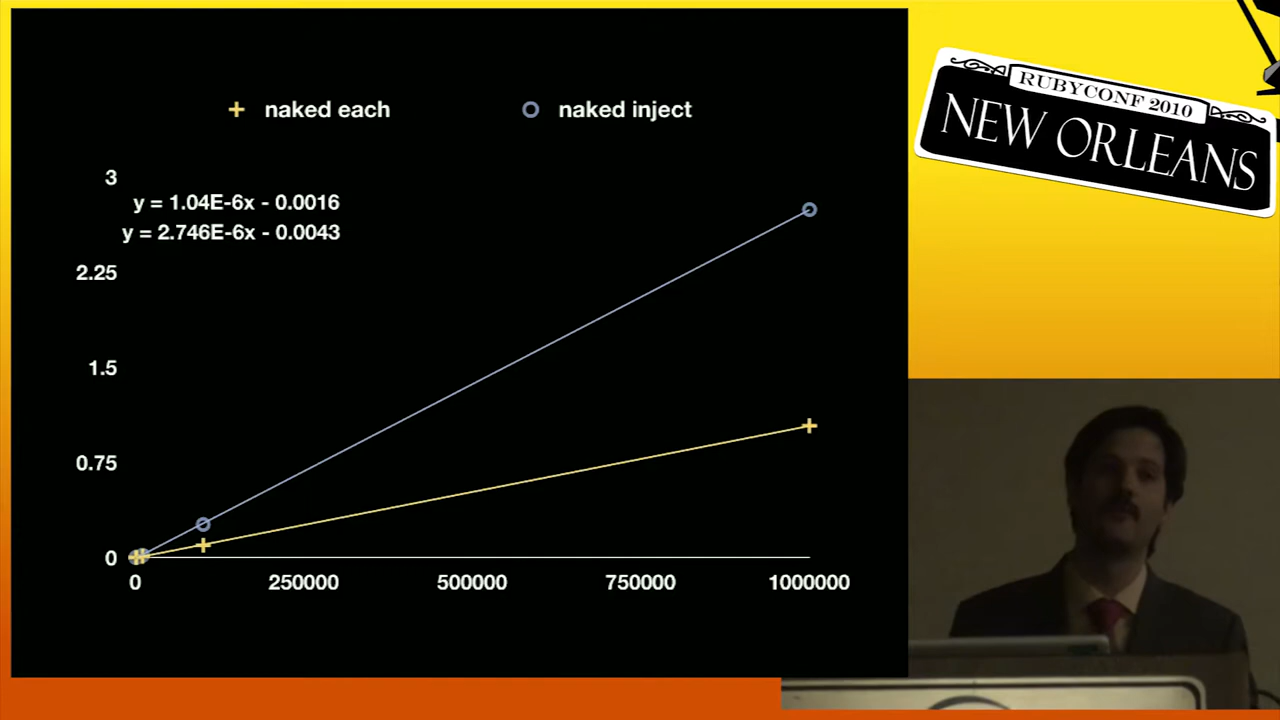 naked each
naked inject
3
y = 1.04E-6x - 0.0016
y = 2.746E-6x - 0.0043
2.25
1.5
0.75
0
0
250000
500000
750000
1000000
RUBYCONF 2010
NEW ORLEANS